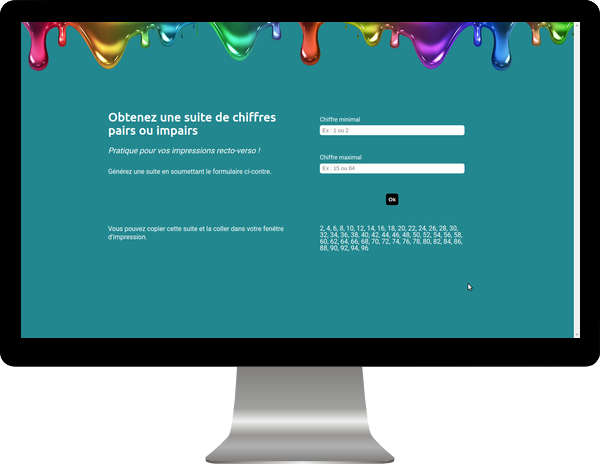 Obtenez une suite de chiffres
pairs ou impairs
Pratique pour vos impressions recto-verso !
Générez une suite en soumettant le formulaire ci-contre.
Chiffre minimal
Ex : 1 ou 2
Chiffre maximal
Ex : 15 ou 64
Ok
Vous pouvez copier cette suite et la coller dans votre fenêtre
d'impression.
2, 4, 6, 8, 10, 12, 14, 16, 18, 20, 22, 24, 26, 28, 30,
32, 34, 36, 38, 40, 42, 44, 46, 48, 50, 52, 54, 56, 58,
60, 62, 64, 66, 68, 70, 72, 74, 76, 78, 80, 82, 84, 86,
88, 90, 92, 94, 96